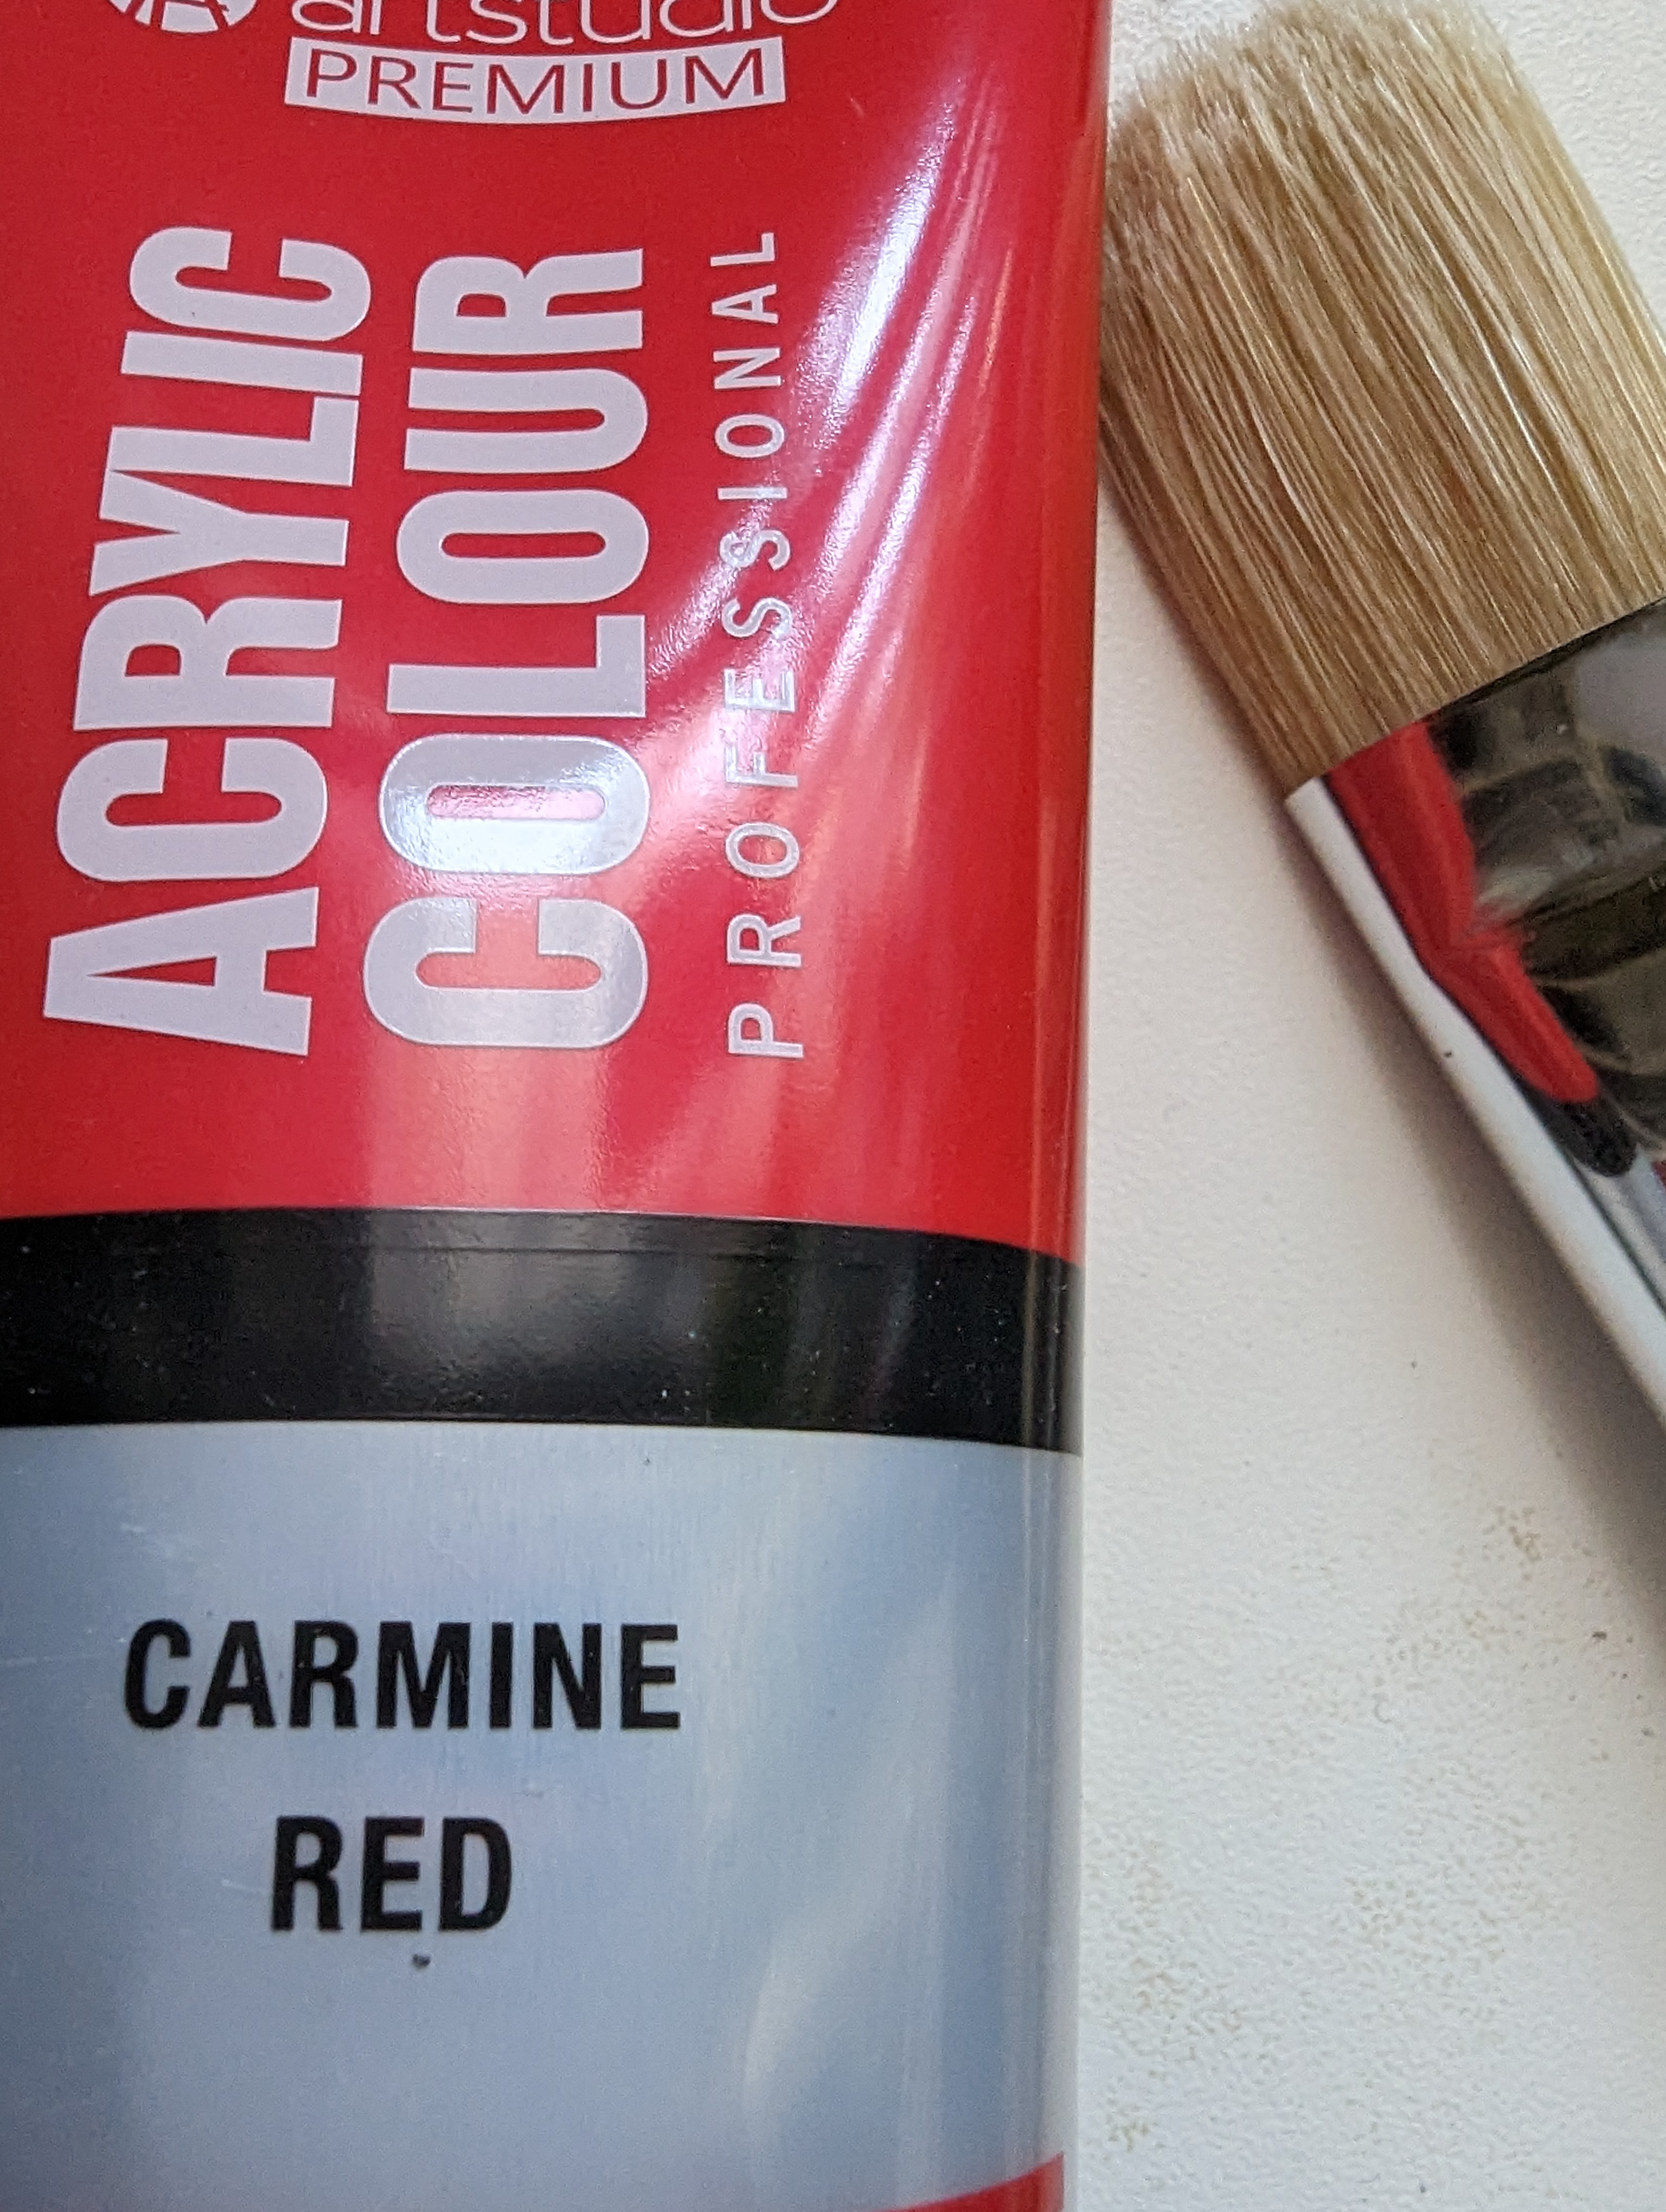 artstudio
PREMIUM
ACRYLIC
COLOUR
PROFESSIONAL
CARMINE
RED